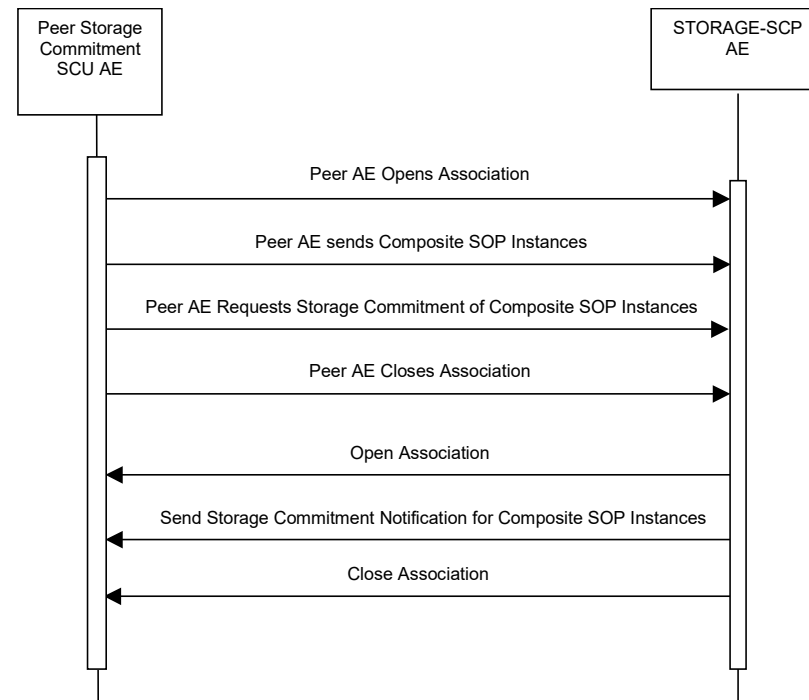 Peer Storage
Commitment
SCU AE
STORAGE-SCP
AE
Peer AE Opens Association
Peer AE sends Composite SOP Instances
Peer AE Requests Storage Commitment of Composite SOP Instances
Peer AE Closes Association
Open Association
Send Storage Commitment Notification for Composite SOP Instances
Close Association